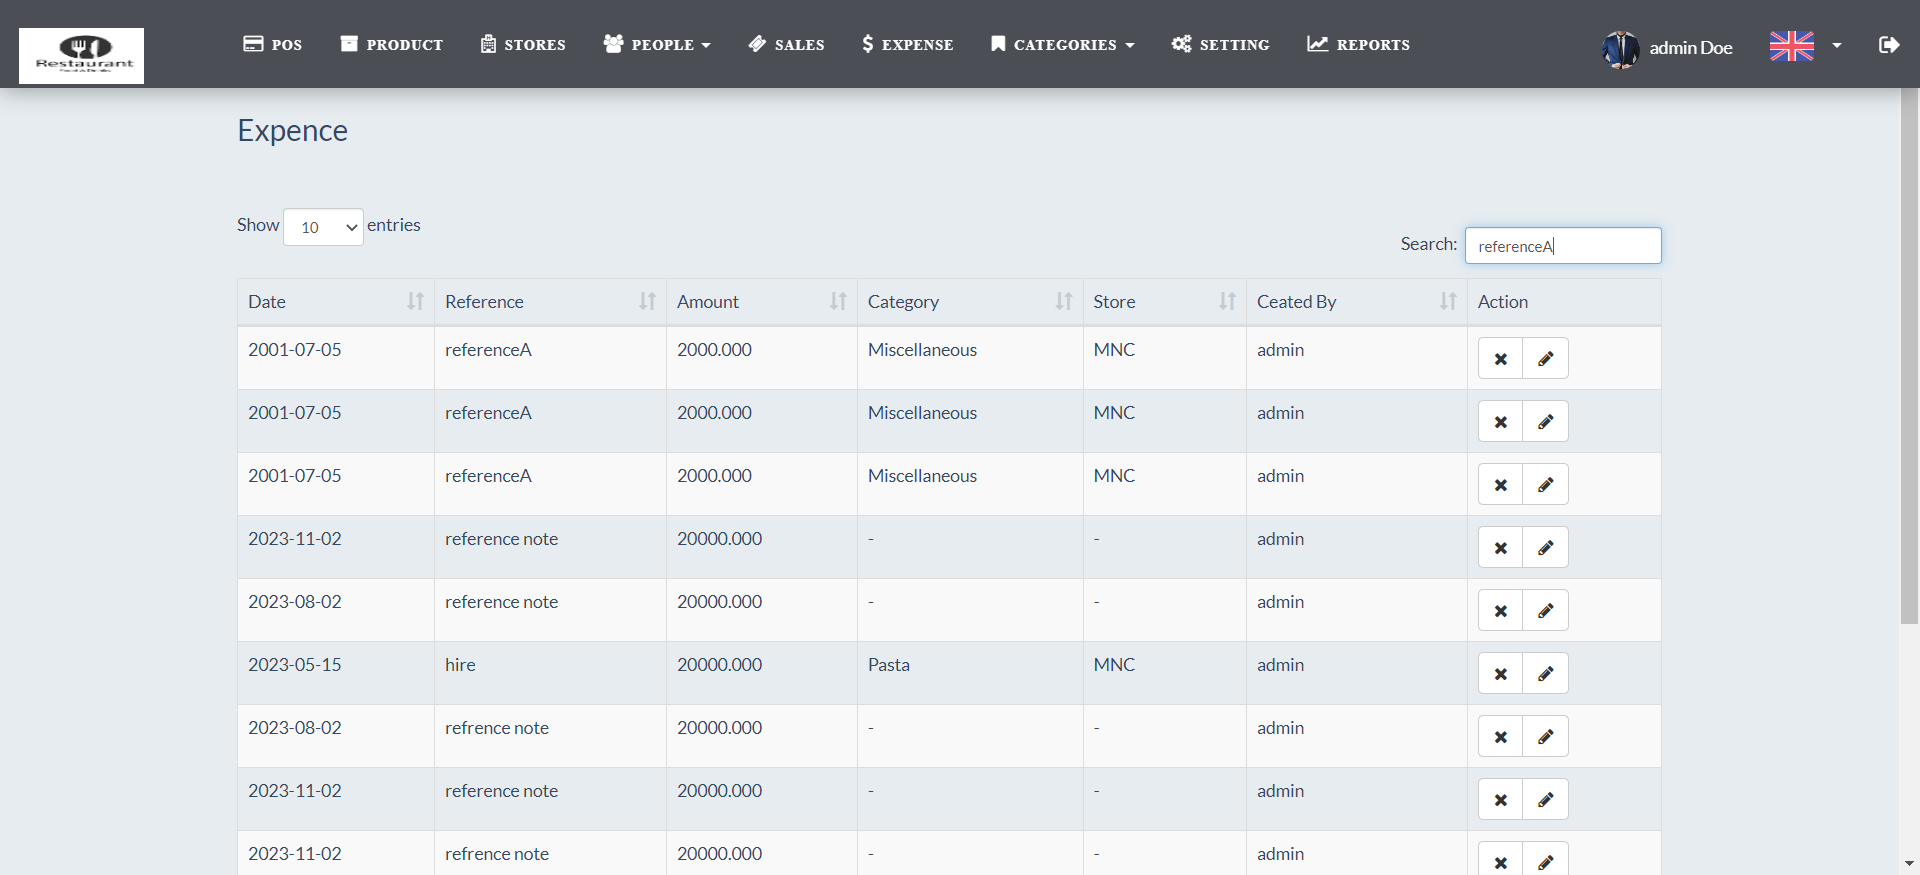 Restaurant
POS PRODUCT STORES PEOPLE SALES EXPENSE CATEGORIES SETTING REPORTS admin Doe
Expence
Show 10 entries
Search: referenceA
Date Reference Amount Category Store Ceated By Action
2001-07-05 referenceA 2000.000 Miscellaneous MNC admin
2001-07-05 referenceA 2000.000 Miscellaneous MNC admin
2001-07-05 referenceA 2000.000 Miscellaneous MNC admin
2023-11-02 reference note 20000.000 - - admin
2023-08-02 reference note 20000.000 - - admin
2023-05-15 hire 20000.000 Pasta MNC admin
2023-08-02 refrence note 20000.000 - - admin
2023-11-02 reference note 20000.000 - - admin
2023-11-02 refrence note 20000.000 - - admin